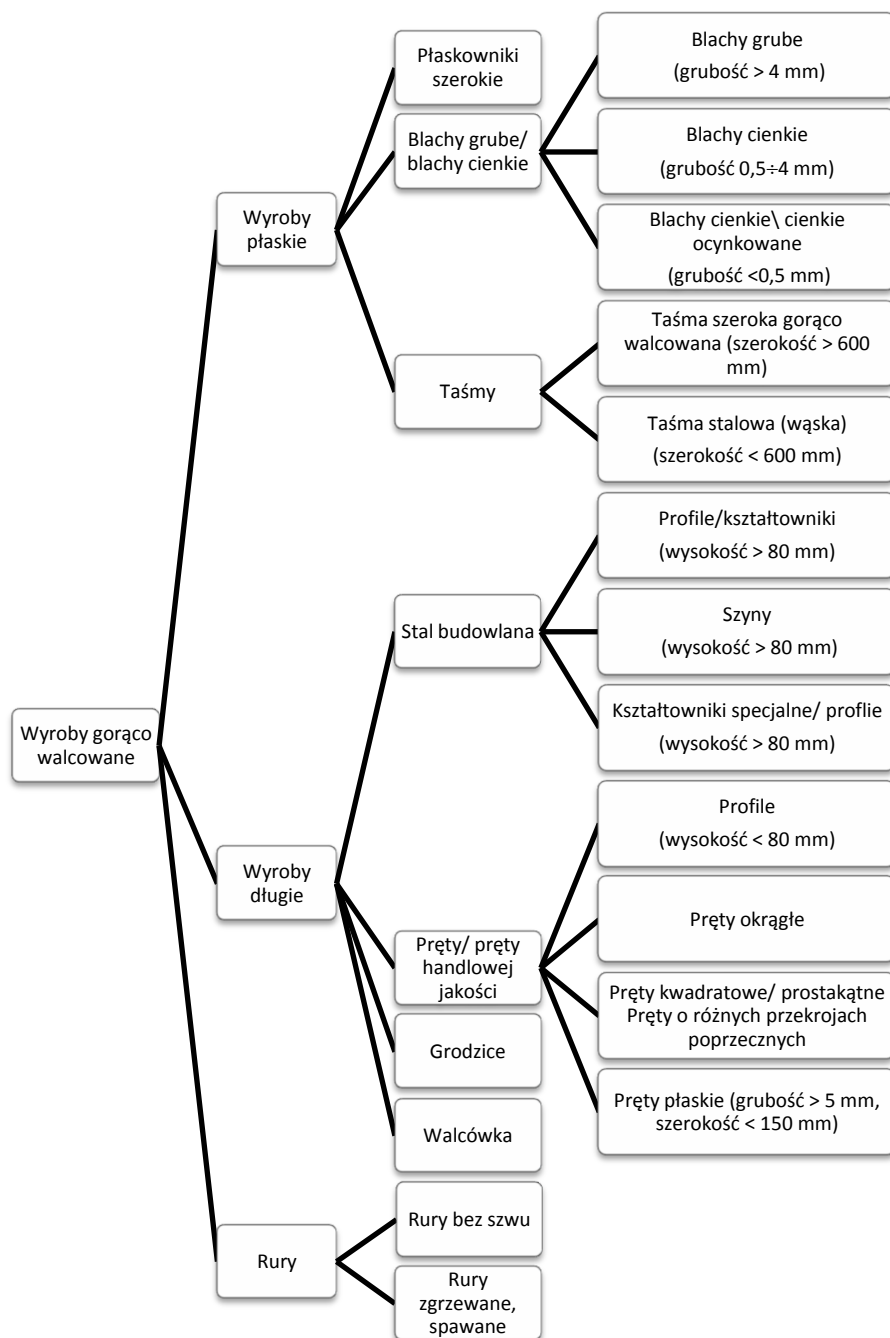 Wyroby gorąco
walcowane
Wyroby
płaskie
Płaskowniki
szerokie
Blachy grube/
blachy cienkie
Blachy grube
(grubość > 4 mm)
Blachy cienkie
(grubość 0,5÷4 mm)
Blachy cienkie\ cienkie
ocynkowane
(grubość <0,5 mm)
Taśmy
Taśma szeroka gorąco
walcowana (szerokość > 600
mm)
Taśma stalowa (wąska)
(szerokość < 600 mm)
Wyroby
długie
Stal budowlana
Profile/kształtowniki
(wysokość > 80 mm)
Szyny
(wysokość > 80 mm)
Kształtowniki specjalne/ proflie
(wysokość > 80 mm)
Pręty/ pręty
handlowej
jakości
Profile
(wysokość < 80 mm)
Pręty okrągłe
Pręty kwadratowe/ prostakątne
Pręty o różnych przekrojach
poprzecznych
Pręty płaskie (grubość > 5 mm,
szerokość < 150 mm)
Grodzice
Walcówka
Rury
Rury bez szwu
Rury
zgrzewane,
spawane